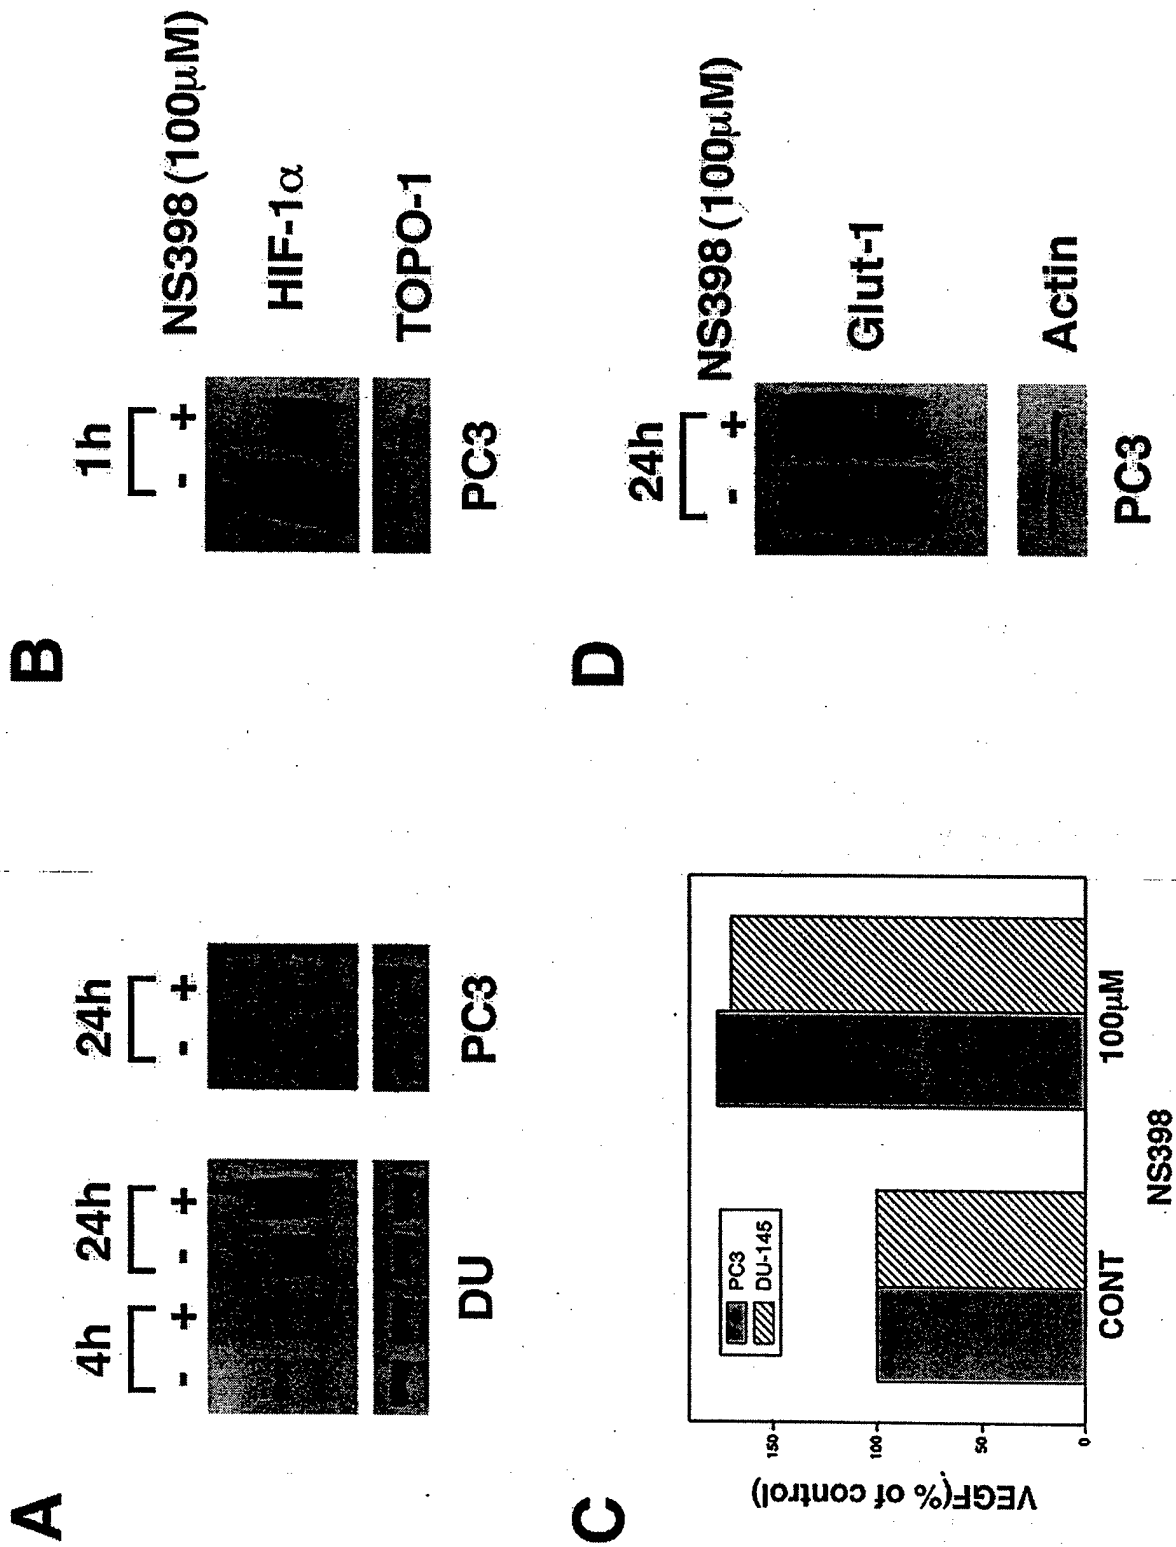 A
4h 24h 24h
- + - + - +
DU PC3
B
1h
- + NS398 (100µM)
HIF-1α
TOPO-1
PC3
C
VEGF(% of control)
150
100
50
0
PC3
DU-145
CONT 100µM
NS398
D
24h
- + NS398 (100µM)
Glut-1
Actin
PC3